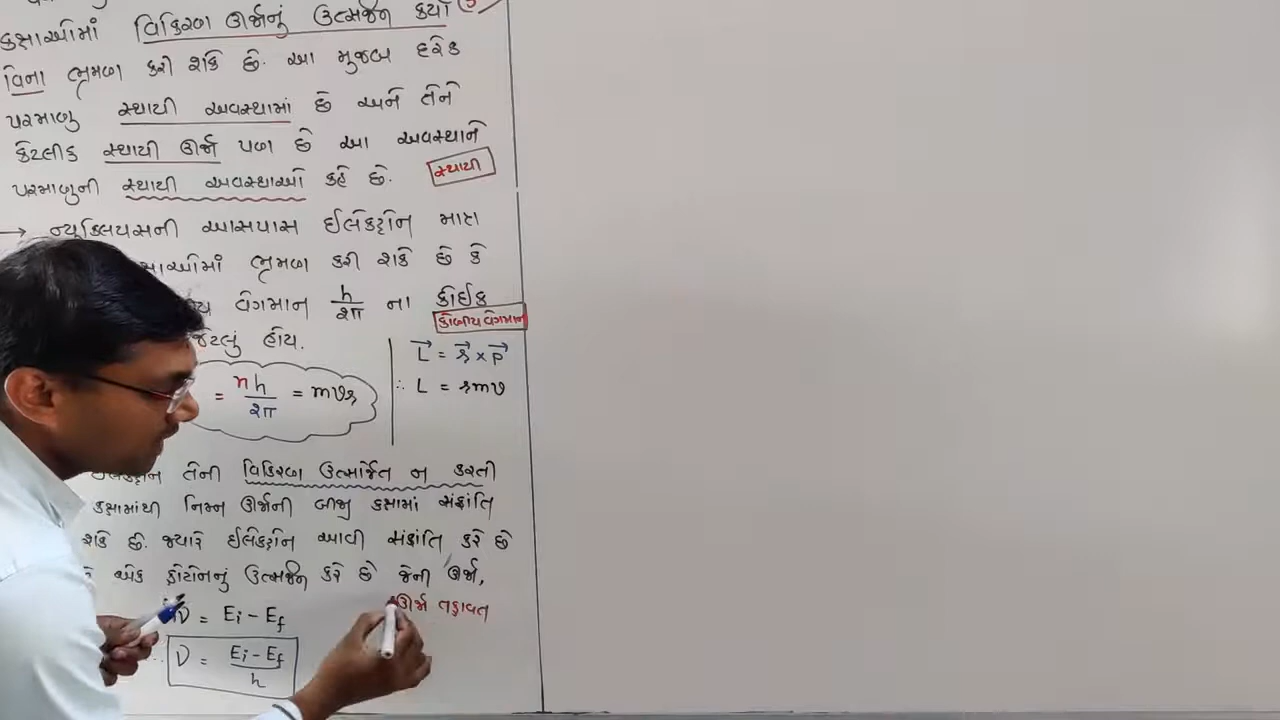 કક્ષાઓમાં વિકિરણ ઊર્જાનું ઉત્સર્જન કર્યા
વિના ભ્રમણ કરી શકે છે. આ મુજબ દરેક
પરમાણુ સ્થાયી અવસ્થામાં છે અને તેને
કેટલીક સ્થાયી ઊર્જા પણ છે આ અવસ્થાને
પરમાણુની સ્થાયી અવસ્થાઓ કહે છે.
સ્થાયી
→ ન્યૂક્લિયસની આસપાસ ઈલેક્ટ્રોન માત્ર
ભ્રમણ કરી શકે છે કે
વેગમાન h/2π ના કોઈક
કોણીય વેગમાન
જેટલું હોય.
= nh/2π = mvr
L⃗ = r⃗ × p⃗
∴ L = rmv
તેની વિકિરણ ઉત્સર્જિત ન કરતી
કક્ષામાંથી નિમ્ન ઊર્જાની બીજી કક્ષામાં સંક્રાંતિ
શકે છે. જ્યારે ઈલેક્ટ્રોન આવી સંક્રાંતિ કરે છે
એક ફોટોનનું ઉત્સર્જન કરે છે જેની ઊર્જા,
ν = Ei − Ef
ઊર્જા તફાવત
ν = Ei − Ef / h